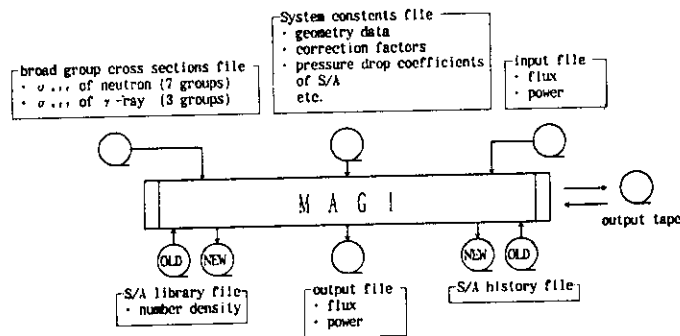 System constents file
・ geometry data
・ correction factors
・ pressure drop coefficients
of S/A
etc.
broad group cross sections file
・ σ... of neutron (7 groups)
・ σ... of γ-ray (3 groups)
input file
・ flux
・ power
M A G I
output tape
OLD
NEW
NEW
OLD
S/A library file
・ number density
output file
・ flux
・ power
S/A history file